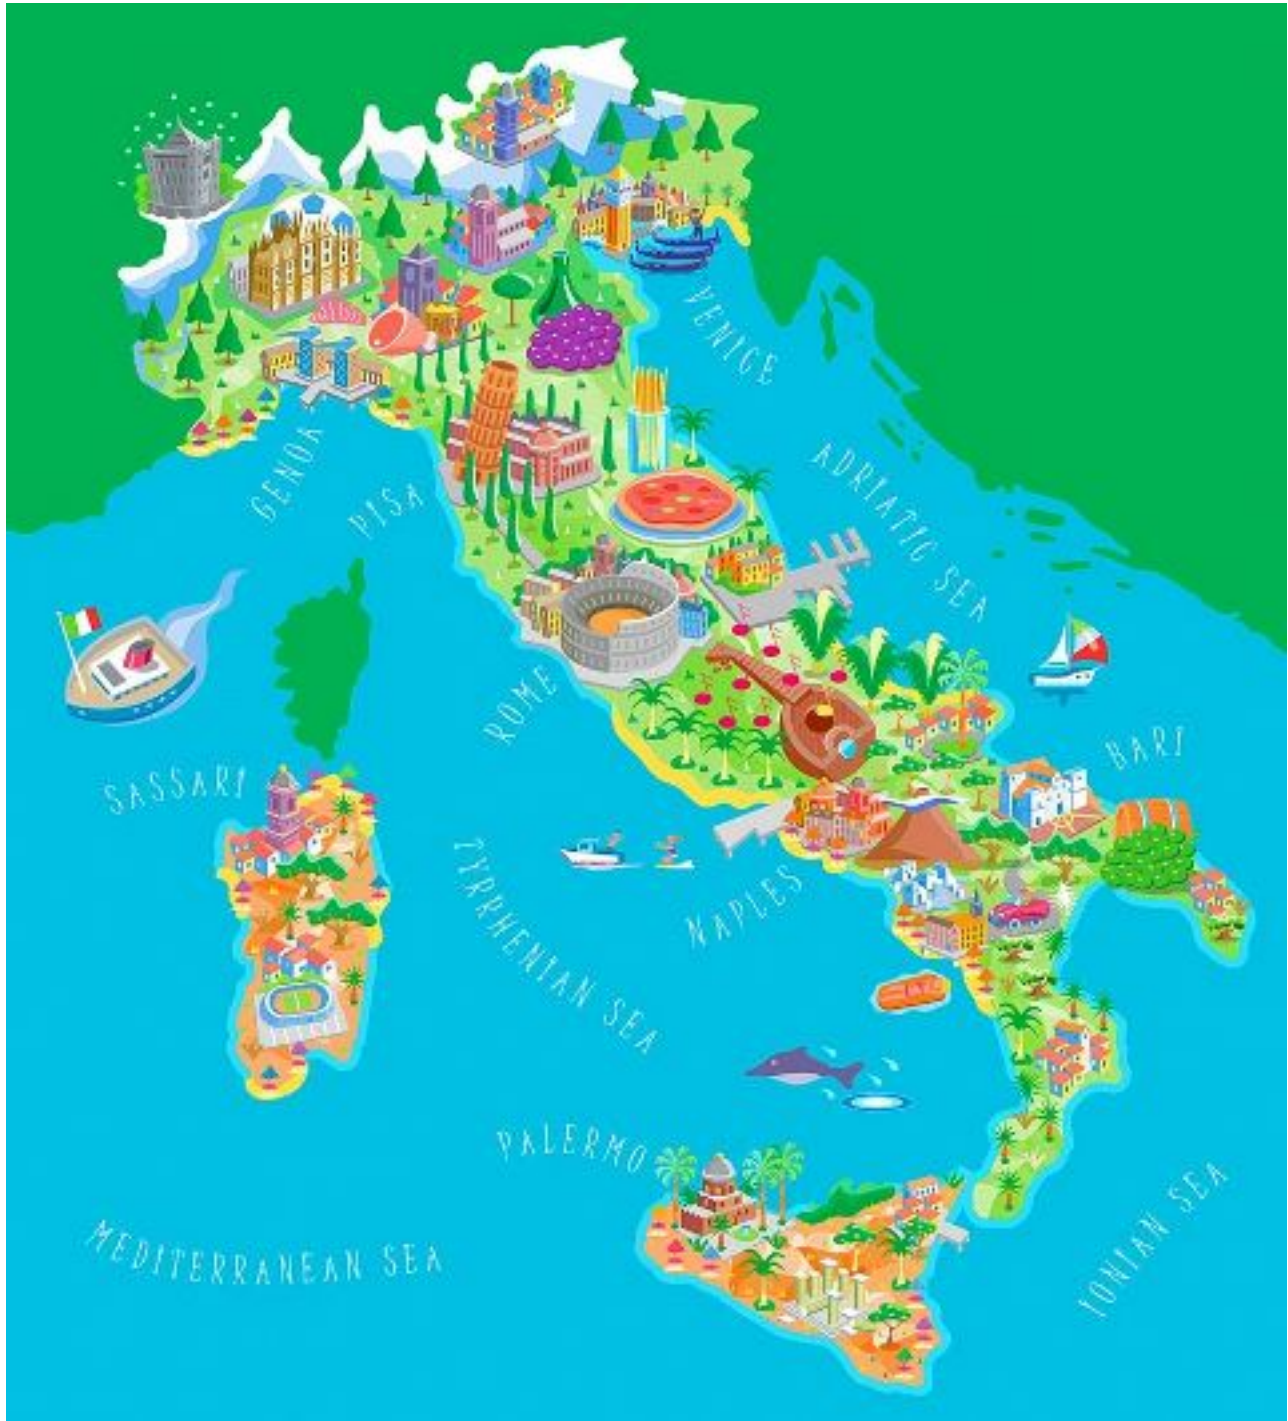 VENICE
GENOA
PISA
ADRIATIC SEA
ROME
BARI
SASSARI
TYRRHENIAN SEA
NAPLES
PALERMO
MEDITERRANEAN SEA
IONIAN SEA